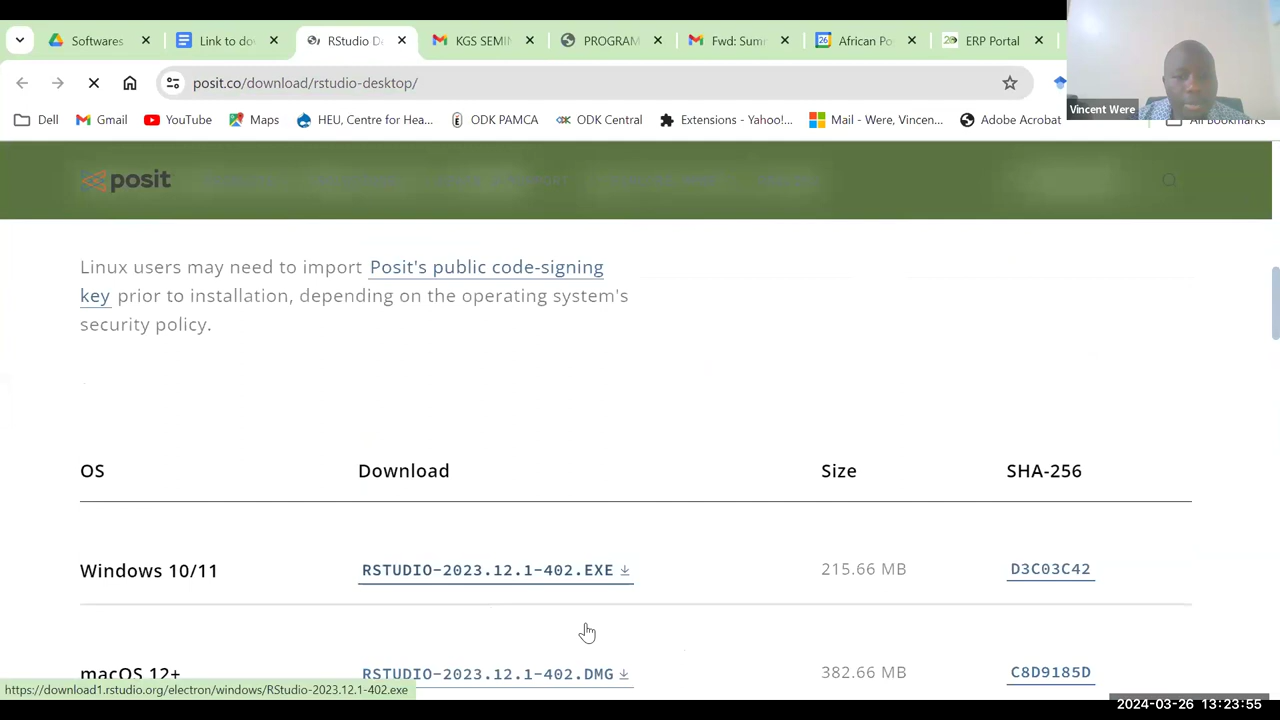 Softwares
Link to do
RStudio De
KGS SEMIN
PROGRAM
Fwd: Sum
African Po
ERP Portal
posit.co/download/rstudio-desktop/
Vincent Were
Dell
Gmail
YouTube
Maps
HEU, Centre for Hea...
ODK PAMCA
ODK Central
Extensions - Yahoo!...
Mail - Were, Vincen...
Adobe Acrobat
All Bookmarks
posit
Linux users may need to import Posit's public code-signing
key prior to installation, depending on the operating system's
security policy.
OS Download Size SHA-256
Windows 10/11 RSTUDIO-2023.12.1-402.EXE 215.66 MB D3C03C42
macOS 12+ RSTUDIO-2023.12.1-402.DMG 382.66 MB C8D9185D
https://download1.rstudio.org/electron/windows/RStudio-2023.12.1-402.exe
2024-03-26 13:23:55